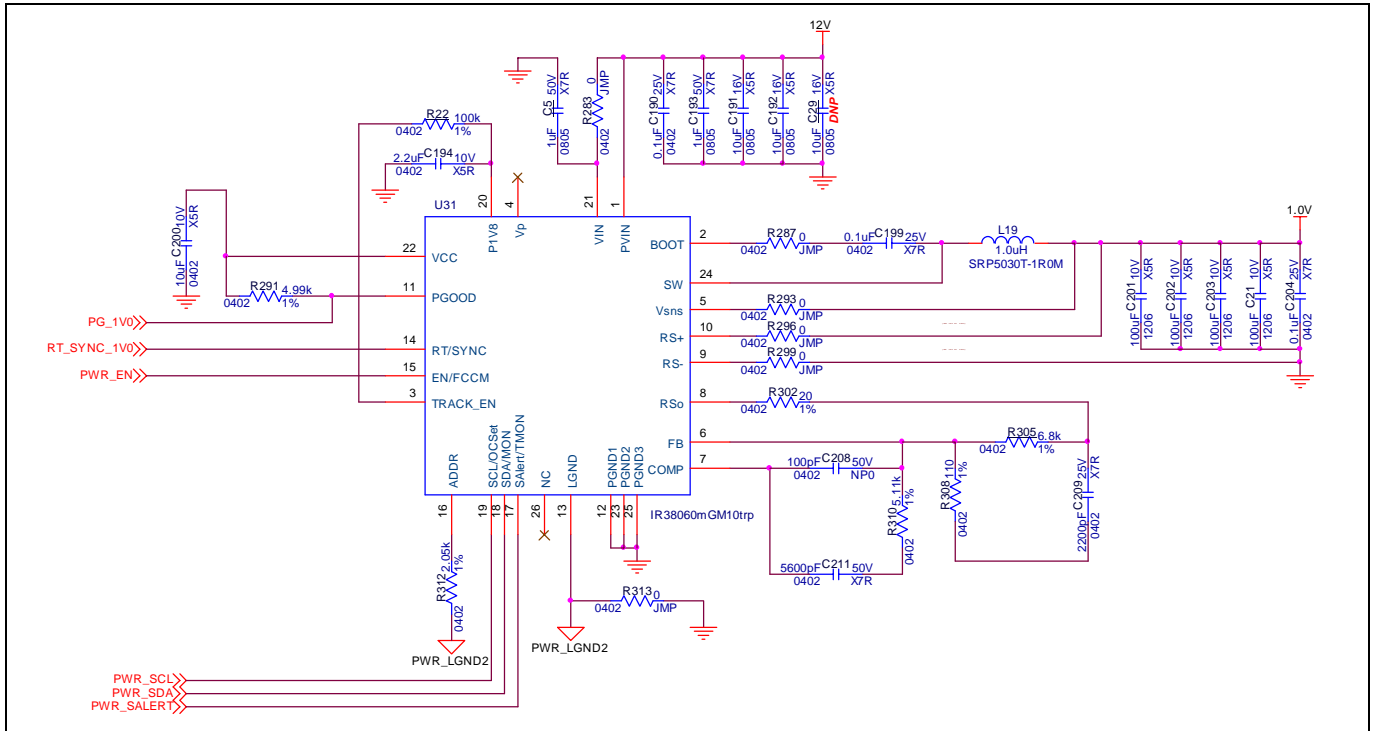 12V
1uF C5 50V X7R 0805
R283 0 JMP 0402
0.1uF C190 25V X7R 0402
1uF C193 50V X7R 0805
10uF C191 16V X5R 0805
10uF C192 16V X5R 0805
10uF C29 16V X5R 0805 DNP
R22 100k
0402 1%
2.2uF C194 10V
0402 X5R
10uF C200 10V X5R 0402
U31
20 4 21 1
P1V8 Vp VIN PVIN
22 VCC
11 PGOOD
14 RT/SYNC
15 EN/FCCM
3 TRACK_EN
R291 4.99k
0402 1%
PG_1V0
RT_SYNC_1V0
PWR_EN
BOOT 2
SW 24
Vsns 5
RS+ 10
RS- 9
RSo 8
FB 6
COMP 7
R287 0
0402 JMP
0.1uF C199 25V
0402 X7R
L19
1.0uH
SRP5030T-1R0M
1.0V
R293 0
0402 JMP
R296 0
0402 JMP
R299 0
0402 JMP
100uF C201 10V X5R 1206
100uF C202 10V X5R 1206
100uF C203 10V X5R 1206
100uF C21 10V X5R 1206
0.1uF C204 25V X7R 0402
R302 20
0402 1%
R305 6.8k
0402 1%
100pF C208 50V
0402 NP0
R310 5.11k 1% 0402
R308 110 1% 0402
2200pF C209 25V X7R 0402
5600pF C211 50V
0402 X7R
ADDR SCL/OCSet SDA/MON SAlert/TMON NC LGND PGND1 PGND2 PGND3
16 19 18 17 26 13 12 23 25
IR38060mGM10trp
R312 2.05k 1% 0402
R313 0
0402 JMP
PWR_LGND2
PWR_LGND2
PWR_SCL
PWR_SDA
PWR_SALERT